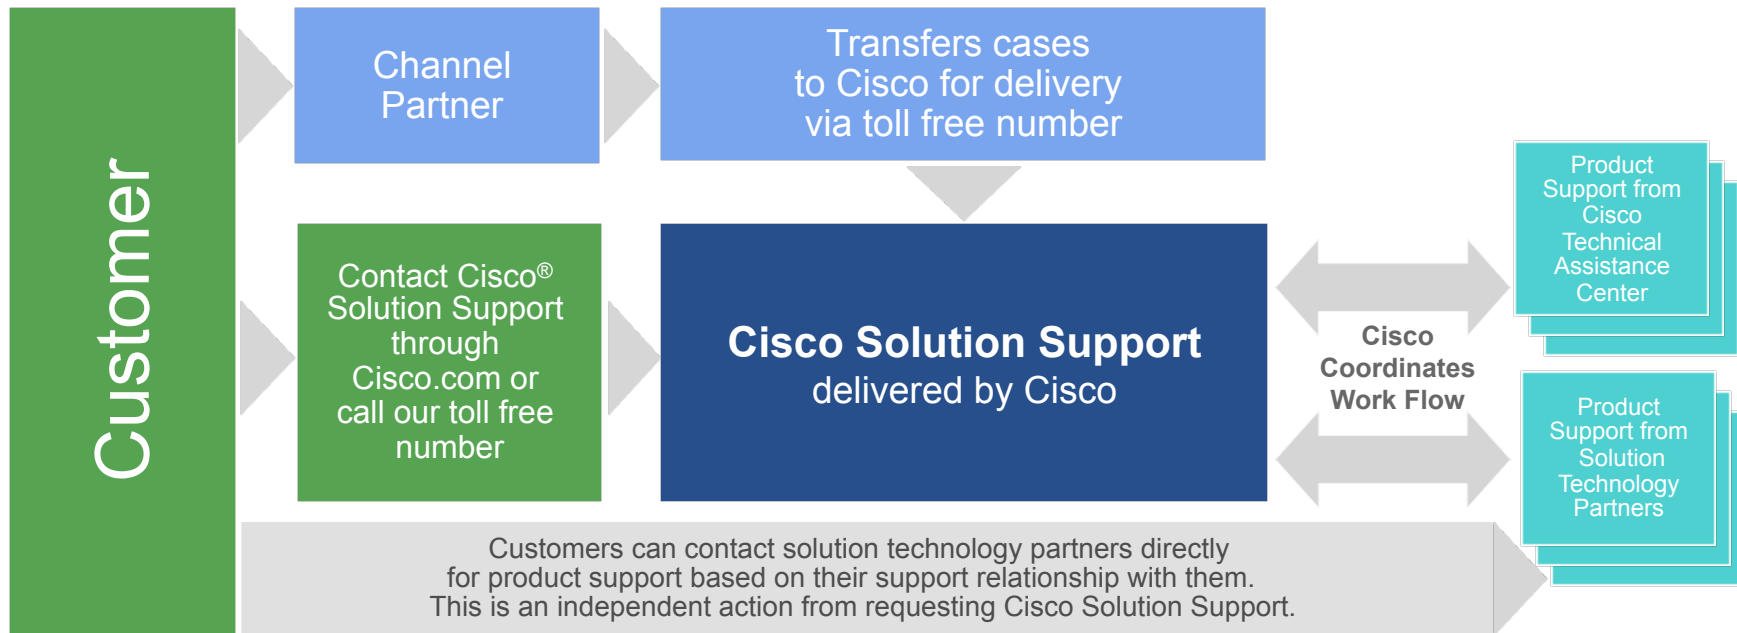 Customer
Channel
Partner
Transfers cases
to Cisco for delivery
via toll free number
Contact Cisco®
Solution Support
through
Cisco.com or
call our toll free
number
Cisco Solution Support
delivered by Cisco
Cisco
Coordinates
Work Flow
Product
Support from
Cisco
Technical
Assistance
Center
Product
Support from
Solution
Technology
Partners
Customers can contact solution technology partners directly
for product support based on their support relationship with them.
This is an independent action from requesting Cisco Solution Support.